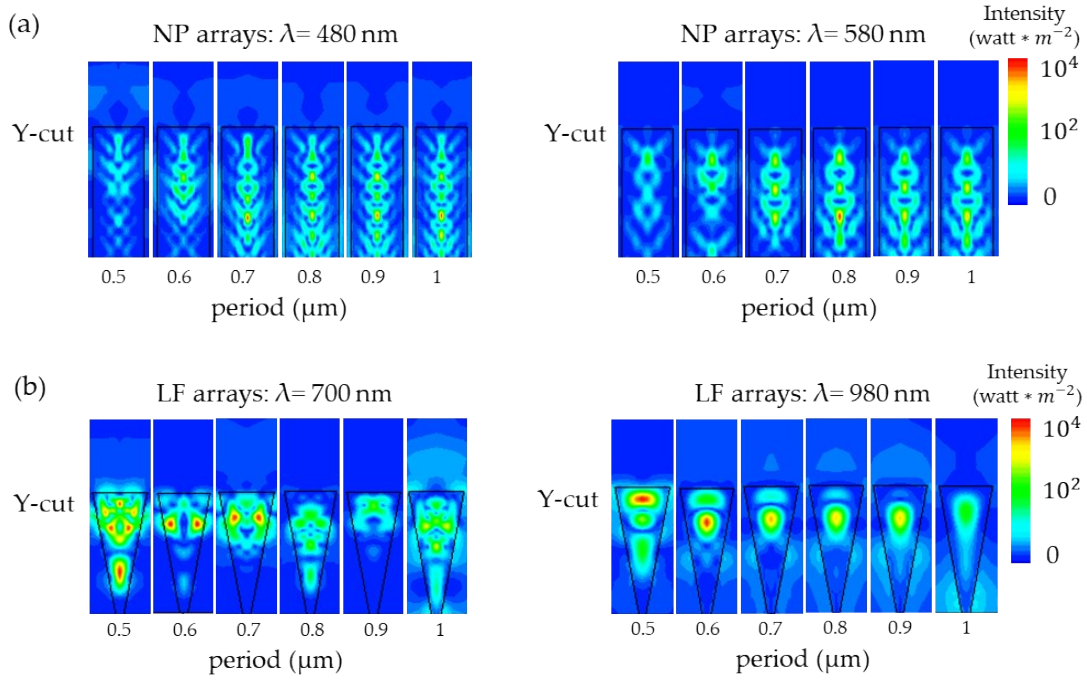 (a)
NP arrays: λ= 480 nm
NP arrays: λ= 580 nm
Intensity
(watt ∗ m⁻²)
10⁴
10²
0
Y-cut
Y-cut
0.5 0.6 0.7 0.8 0.9 1
period (μm)
0.5 0.6 0.7 0.8 0.9 1
period (μm)
(b)
LF arrays: λ= 700 nm
LF arrays: λ= 980 nm
Intensity
(watt ∗ m⁻²)
10⁴
10²
0
Y-cut
Y-cut
0.5 0.6 0.7 0.8 0.9 1
period (μm)
0.5 0.6 0.7 0.8 0.9 1
period (μm)